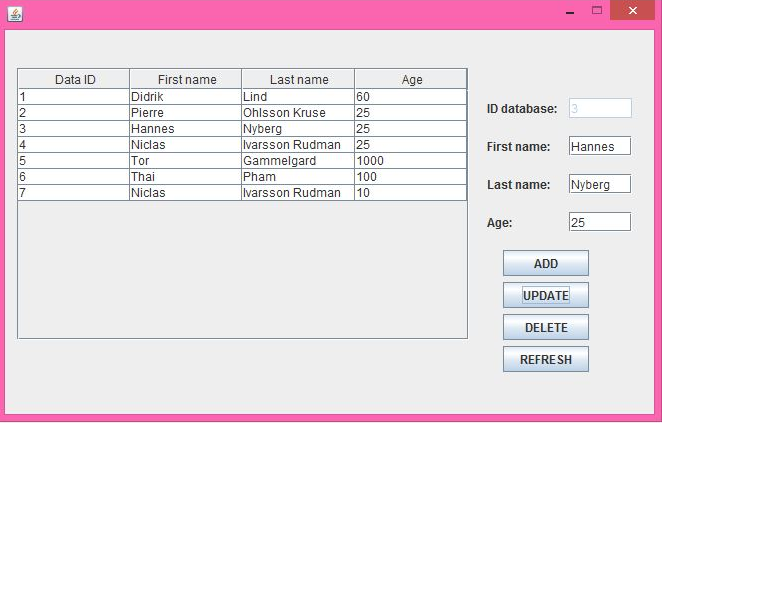 Data ID First name Last name Age
1 Didrik Lind 60
2 Pierre Ohlsson Kruse 25
3 Hannes Nyberg 25
4 Niclas Ivarsson Rudman 25
5 Tor Gammelgard 1000
6 Thai Pham 100
7 Niclas Ivarsson Rudman 10
ID database: 3
First name: Hannes
Last name: Nyberg
Age: 25
ADD
UPDATE
DELETE
REFRESH